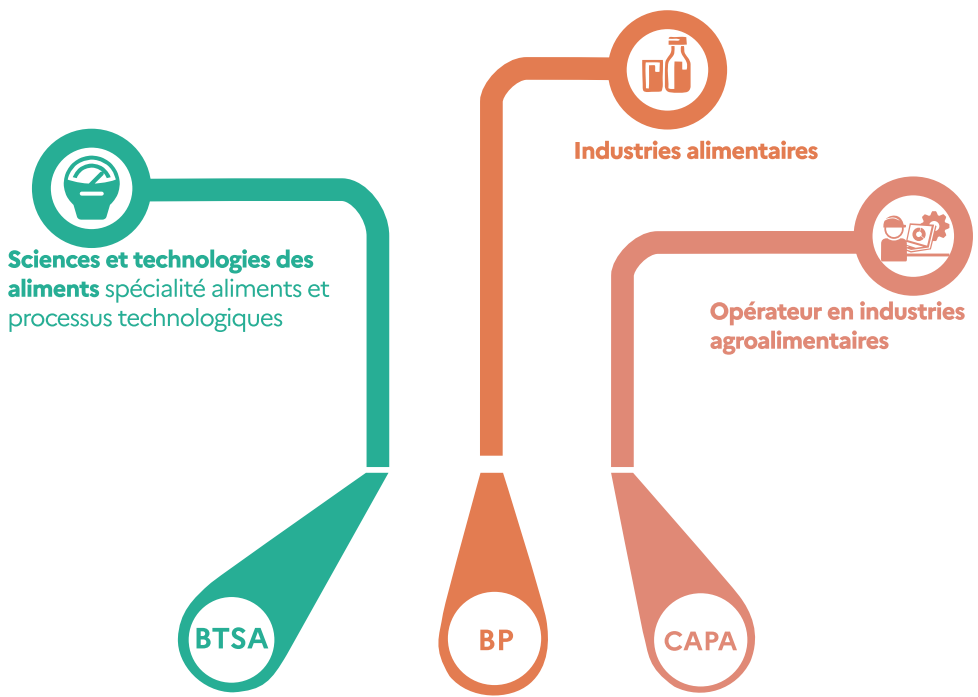 Industries alimentaires
Sciences et technologies des
aliments spécialité aliments et
processus technologiques
Opérateur en industries
agroalimentaires
BTSA
BP
CAPA